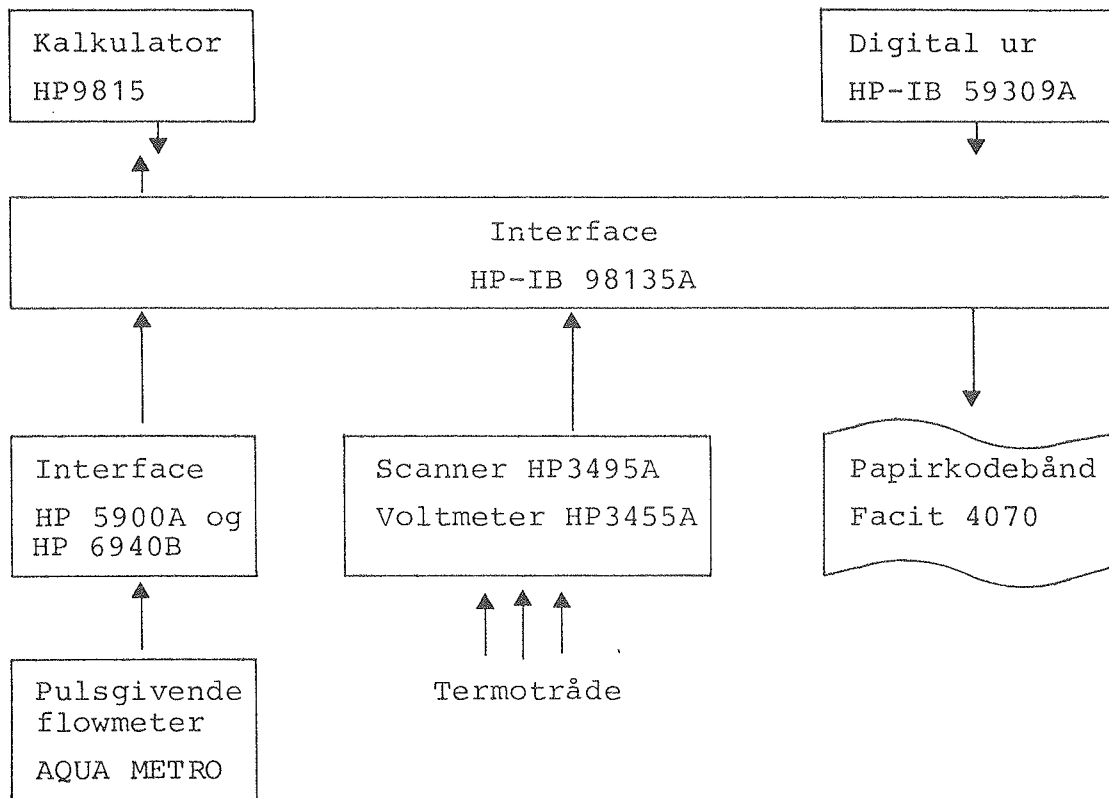 Kalkulator
HP9815
Digital ur
HP-IB 59309A
Interface
HP-IB 98135A
Interface
HP 5900A og
HP 6940B
Scanner HP3495A
Voltmeter HP3455A
Papirkodebånd
Facit 4070
Pulsgivende
flowmeter
AQUA METRO
Termotråde